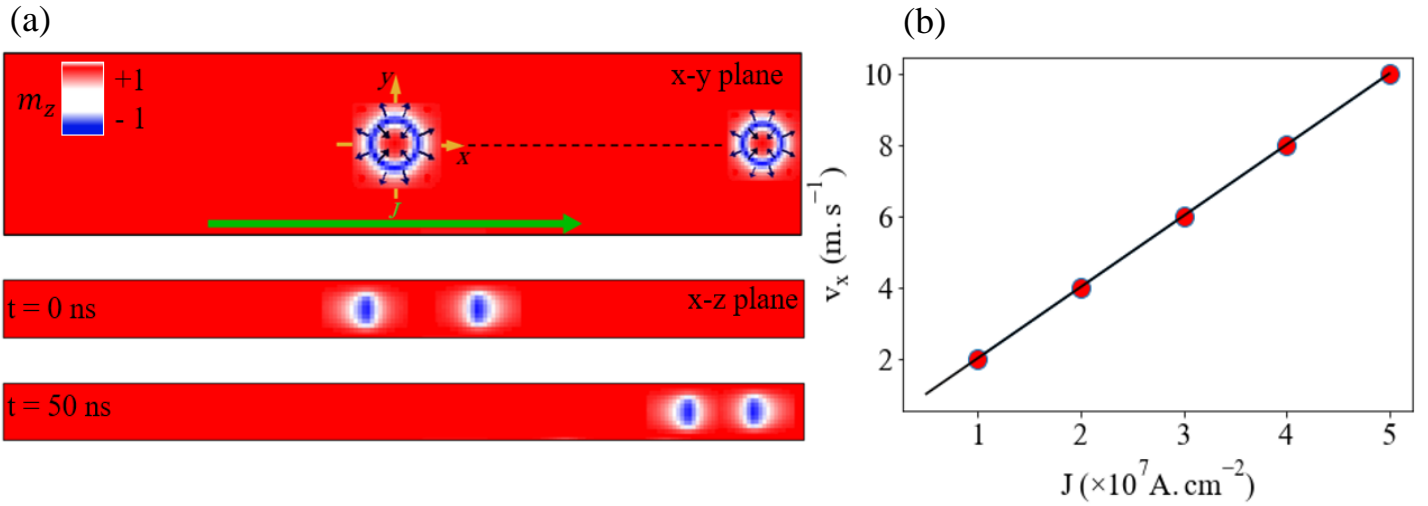 (a)
m_z
+1
- 1
y
x
J
x-y plane
t = 0 ns
x-z plane
t = 50 ns
(b)
10
8
6
4
2
v_x (m. s^−1)
1 2 3 4 5
J (×10^7 A. cm^−2)